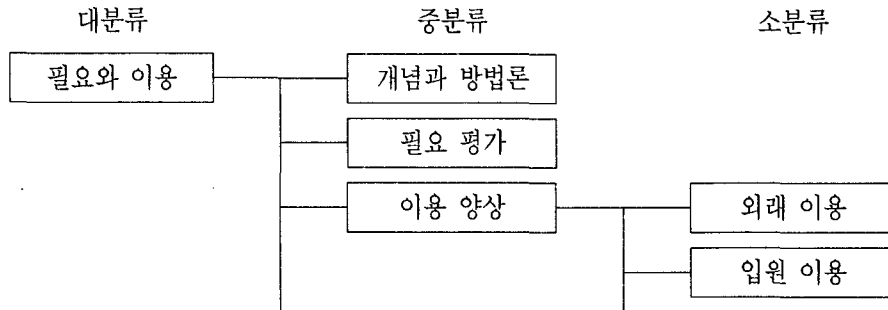 대분류 중분류 소분류
필요와 이용 개념과 방법론
필요 평가
이용 양상 외래 이용
입원 이용